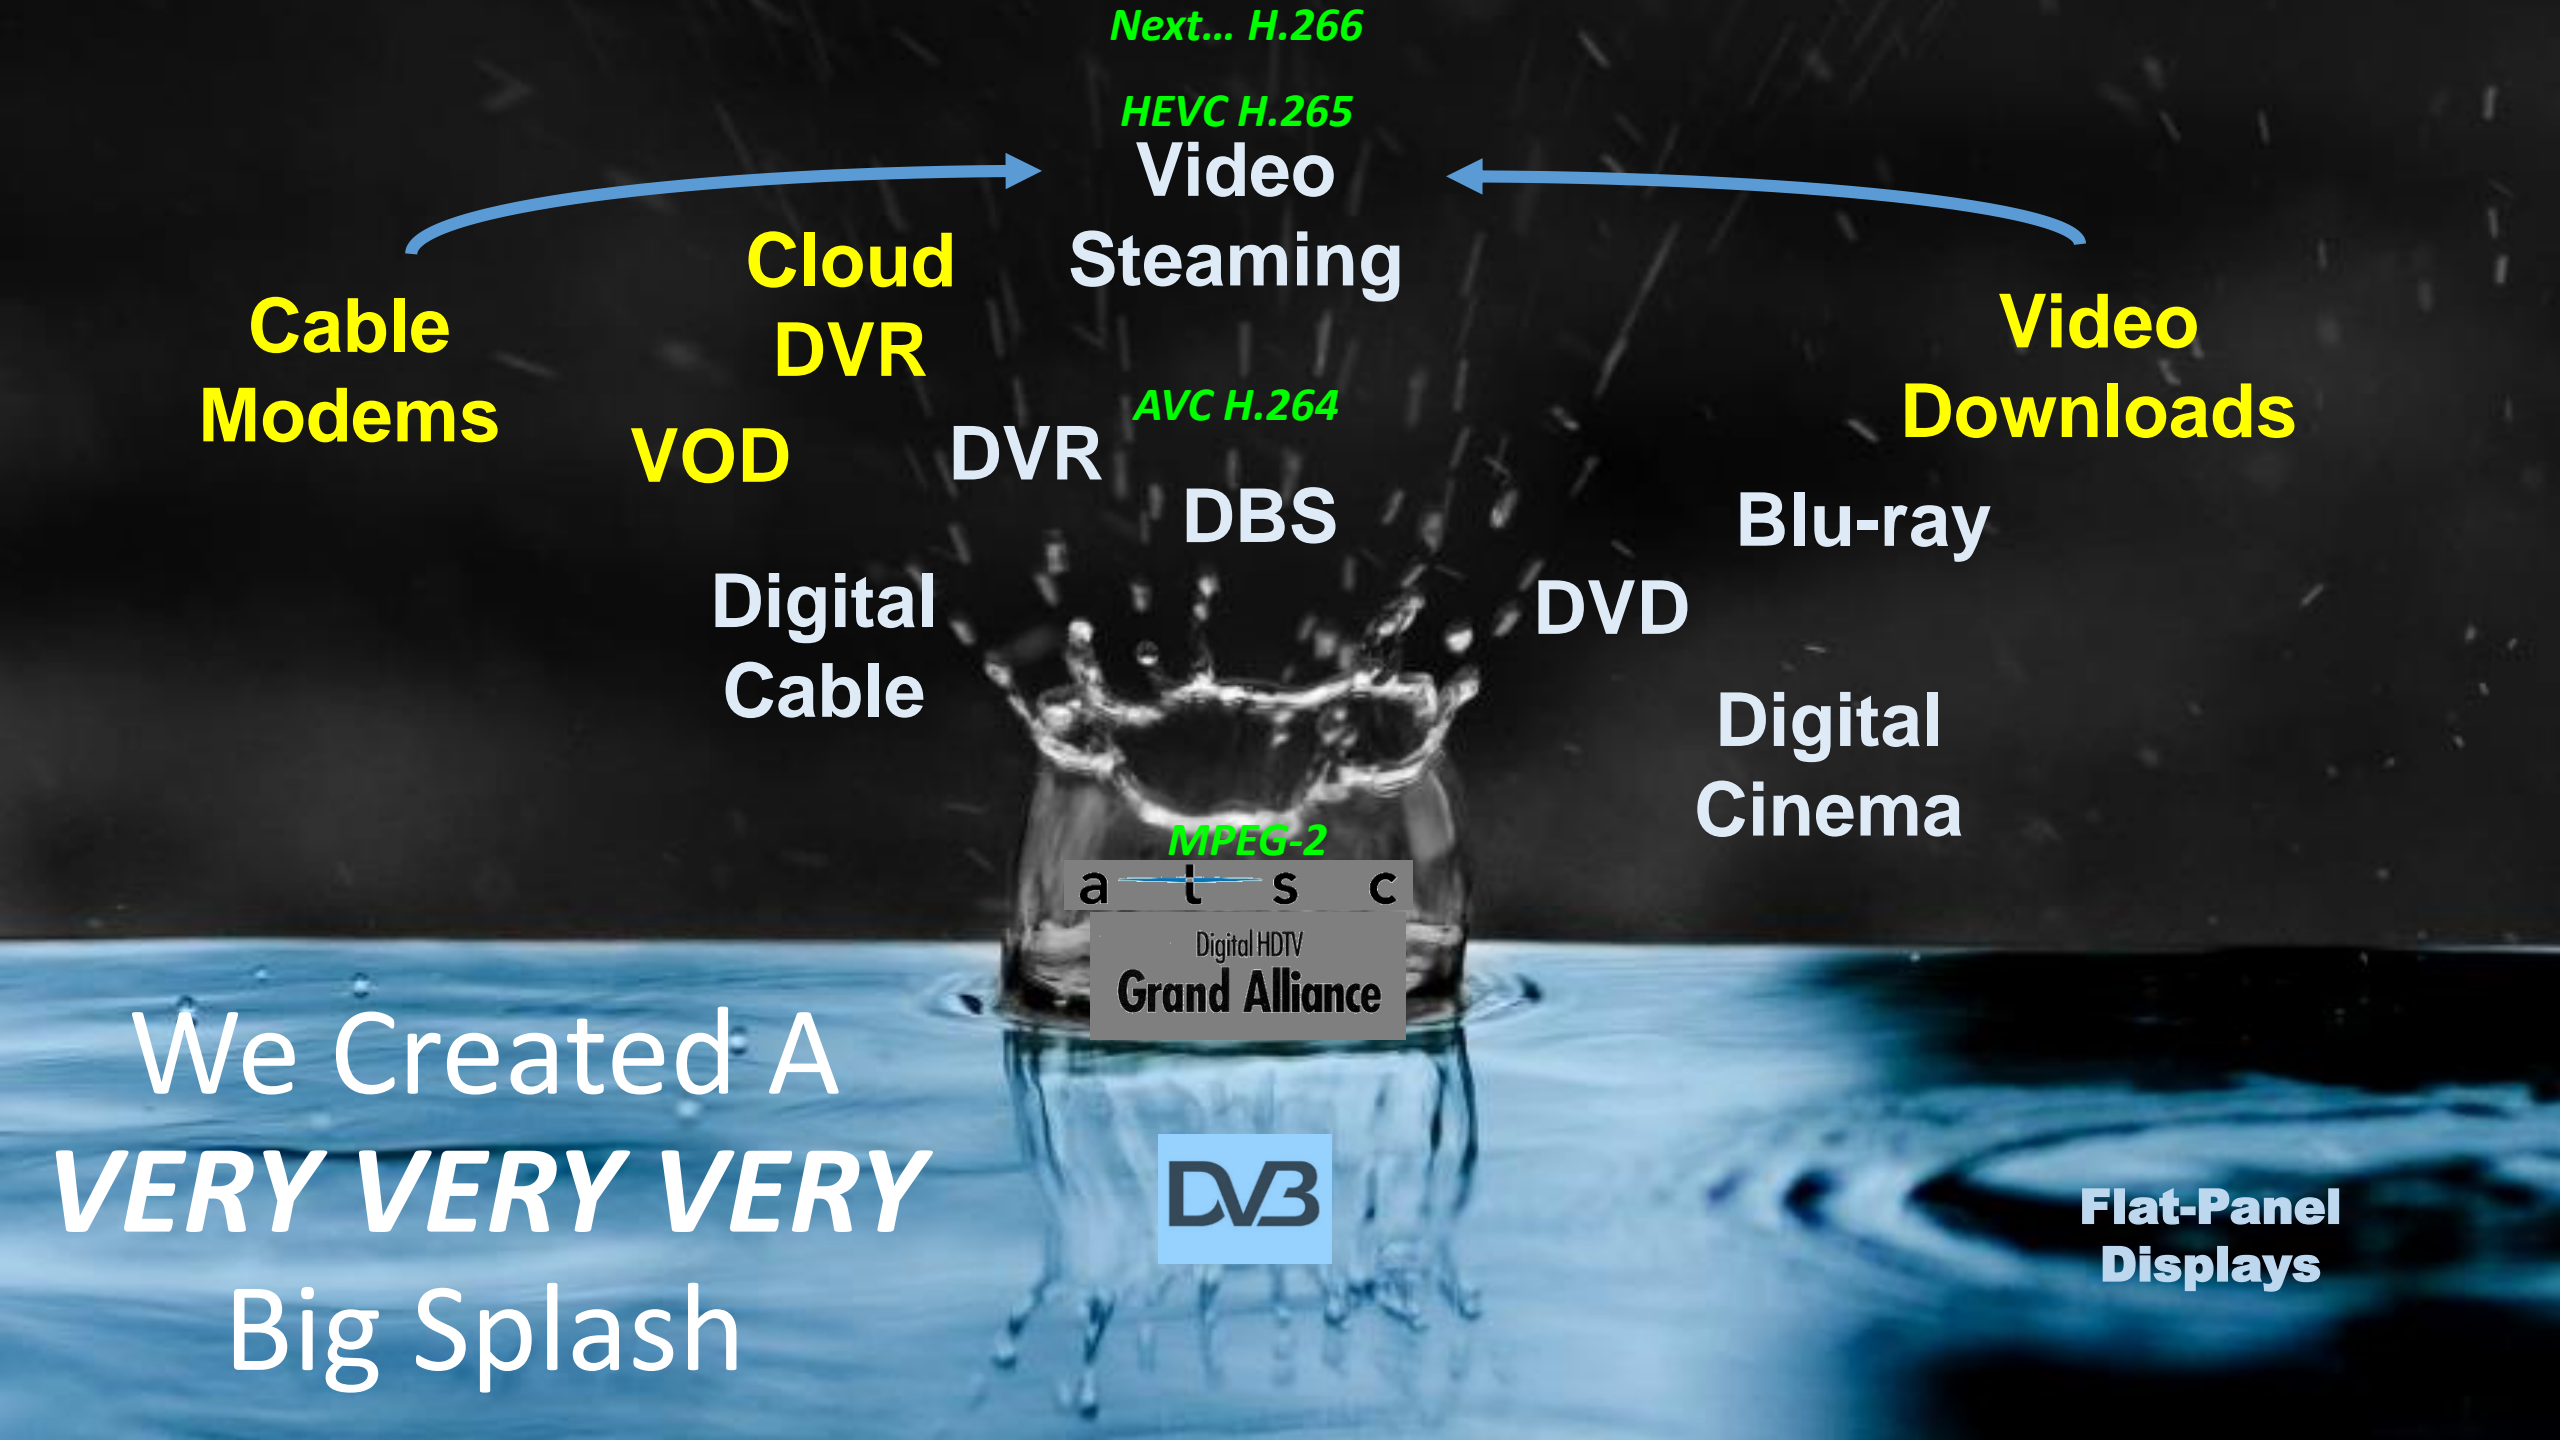 Next... H.266
HEVC H.265
Video
Steaming
Cloud
DVR
Cable
Modems
Video
Downloads
AVC H.264
VOD
DVR
DBS
Blu-ray
Digital
Cable
DVD
Digital
Cinema
MPEG-2
a t s c
Digital HDTV
Grand Alliance
We Created A
VERY VERY VERY
Big Splash
DVB
Flat-Panel
Displays